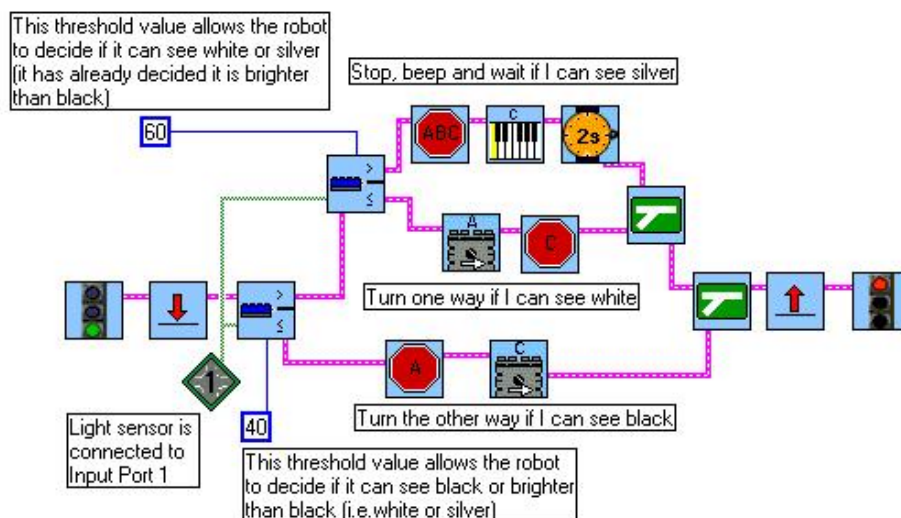 This threshold value allows the robot
to decide if it can see white or silver
(it has already decided it is brighter
than black)
Stop, beep and wait if I can see silver
60
>
≤
ABC
C
2s
A
C
Turn one way if I can see white
>
≤
1
40
A
C
Turn the other way if I can see black
Light sensor is
connected to
Input Port 1
This threshold value allows the robot
to decide if it can see black or brighter
than black (i.e.white or silver)